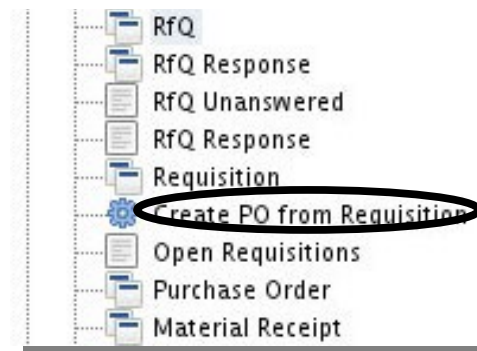 RfQ
RfQ Response
RfQ Unanswered
RfQ Response
Requisition
Create PO from Requisition
Open Requisitions
Purchase Order
Material Receipt